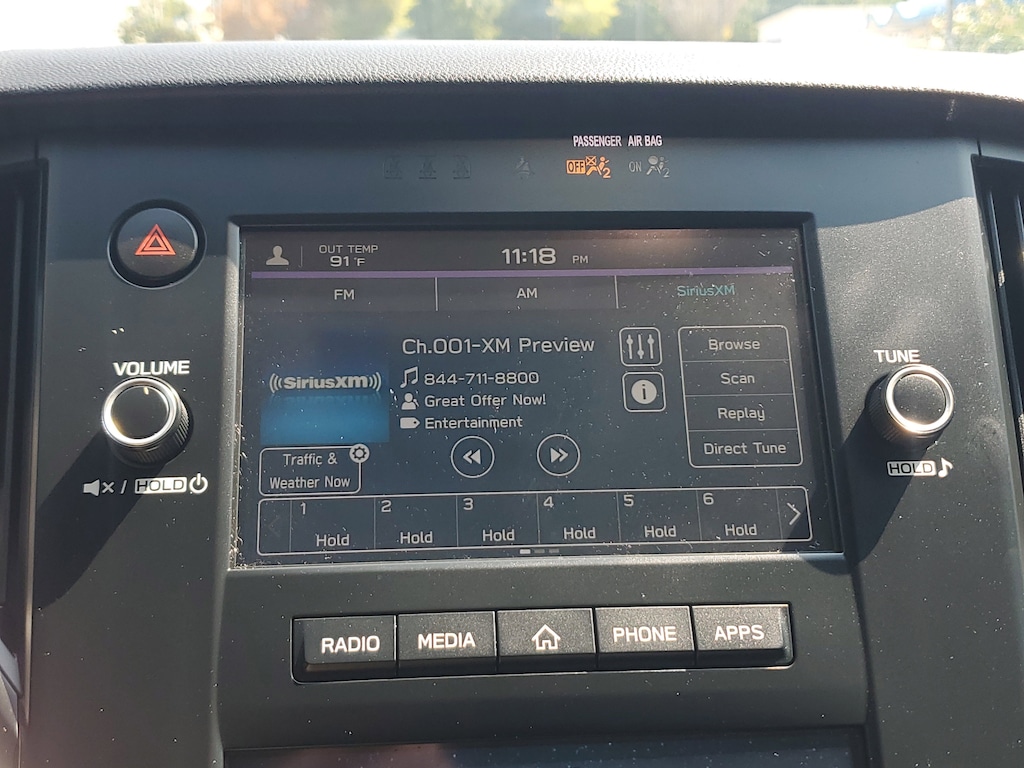 PASSENGER AIR BAG
OFF 2 ON 2
OUT TEMP
91°F
11:18 PM
FM AM SiriusXM
Ch.001-XM Preview
((SiriusXM))
844-711-8800
Great Offer Now!
Entertainment
Browse
Scan
Replay
Direct Tune
Traffic &
Weather Now
1 2 3 4 5 6
Hold Hold Hold Hold Hold Hold
VOLUME
/ HOLD
TUNE
HOLD
RADIO MEDIA PHONE APPS